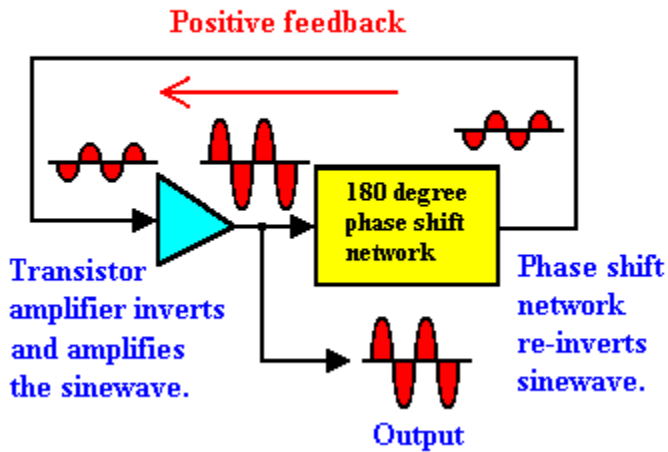 Positive feedback
180 degree
phase shift
network
Transistor
amplifier inverts
and amplifies
the sinewave.
Phase shift
network
re-inverts
sinewave.
Output